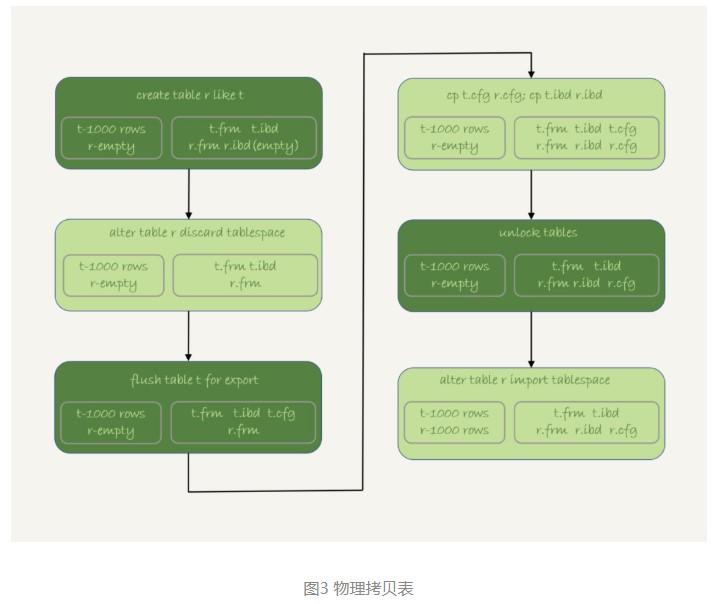 create table r like t
t-1000 rows
r-empty
t.frm t.ibd
r.frm r.ibd(empty)
alter table r discard tablespace
t-1000 rows
r-empty
t.frm t.ibd
r.frm
flush table t for export
t-1000 rows
r-empty
t.frm t.ibd t.cfg
r.frm
cp t.cfg r.cfg; cp t.ibd r.ibd
t-1000 rows
r-empty
t.frm t.ibd t.cfg
r.frm r.ibd r.cfg
unlock tables
t-1000 rows
r-empty
t.frm t.ibd
r.frm r.ibd r.cfg
alter table r import tablespace
t-1000 rows
r-1000 rows
t.frm t.ibd
r.frm r.ibd r.cfg
图3 物理拷贝表